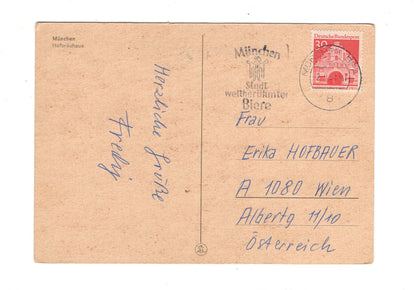 München
Hofbräuhaus
Herzliche Grüße
Fredy
München
Stadt
weltberühmter
Biere
Deutsche Bundespost
30
Frau
Erika HOFBAUER
A 1080 Wien
Albertg 11/10
Österreich